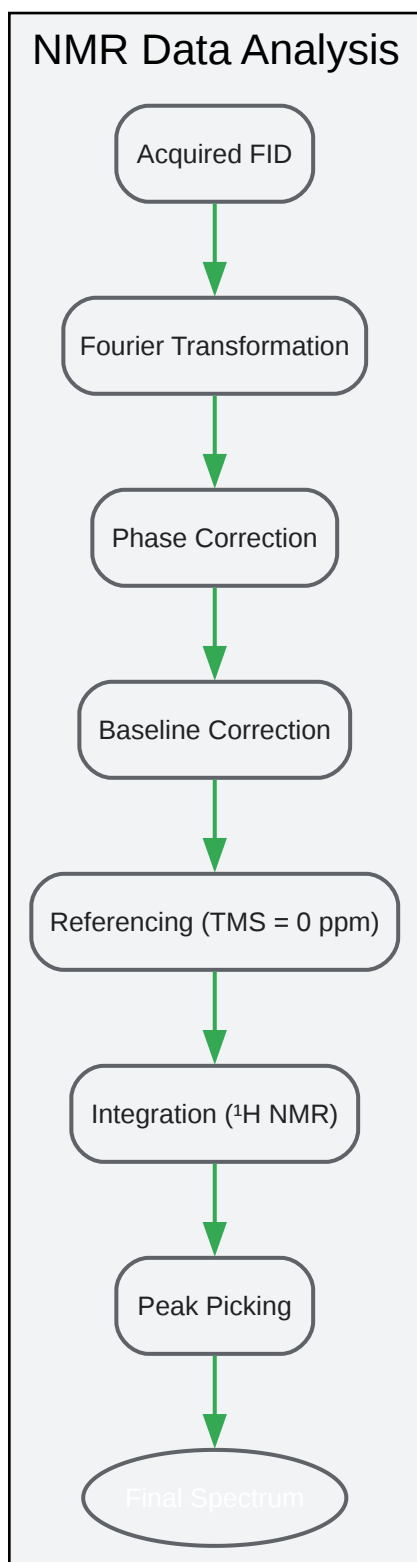 NMR Data Analysis
Acquired FID
Fourier Transformation
Phase Correction
Baseline Correction
Referencing (TMS = 0 ppm)
Integration (¹H NMR)
Peak Picking
Final Spectrum